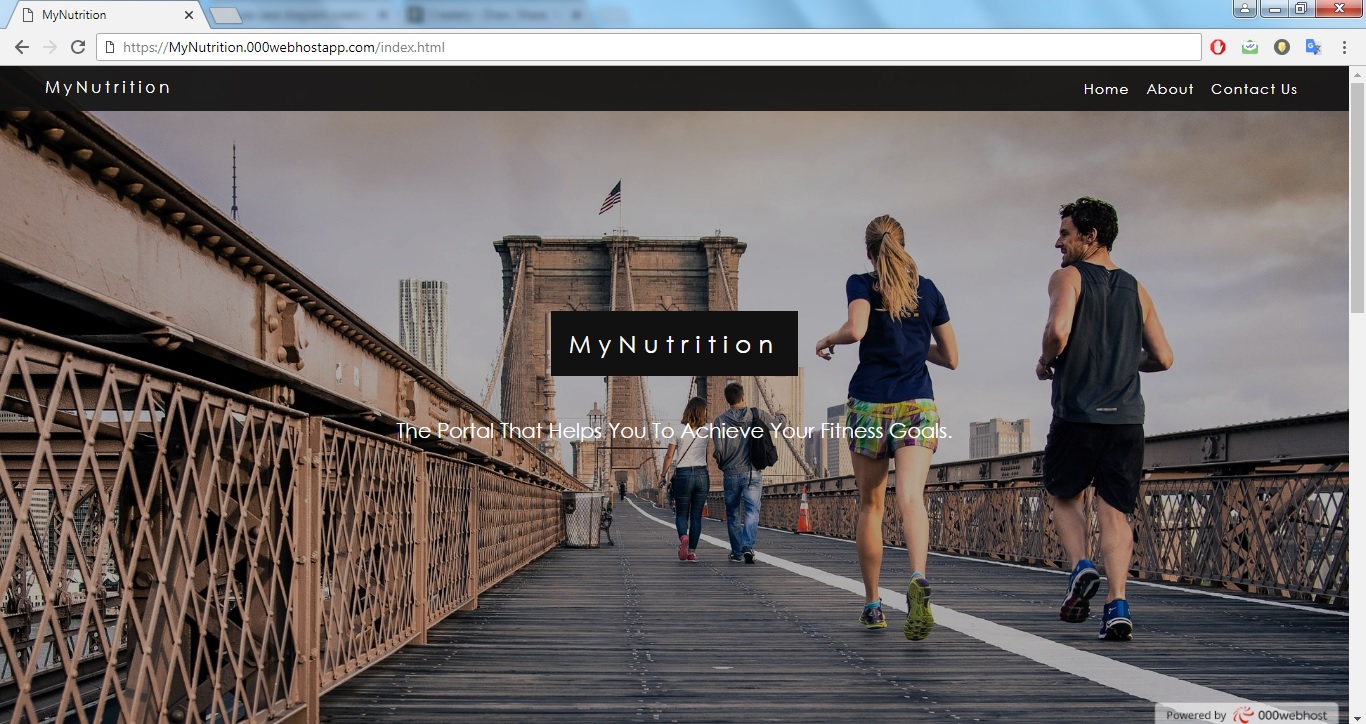 MyNutrition
https://MyNutrition.000webhostapp.com/index.html
MyNutrition
Home About Contact Us
MyNutrition
The Portal That Helps You To Achieve Your Fitness Goals.
Powered by 000webhost